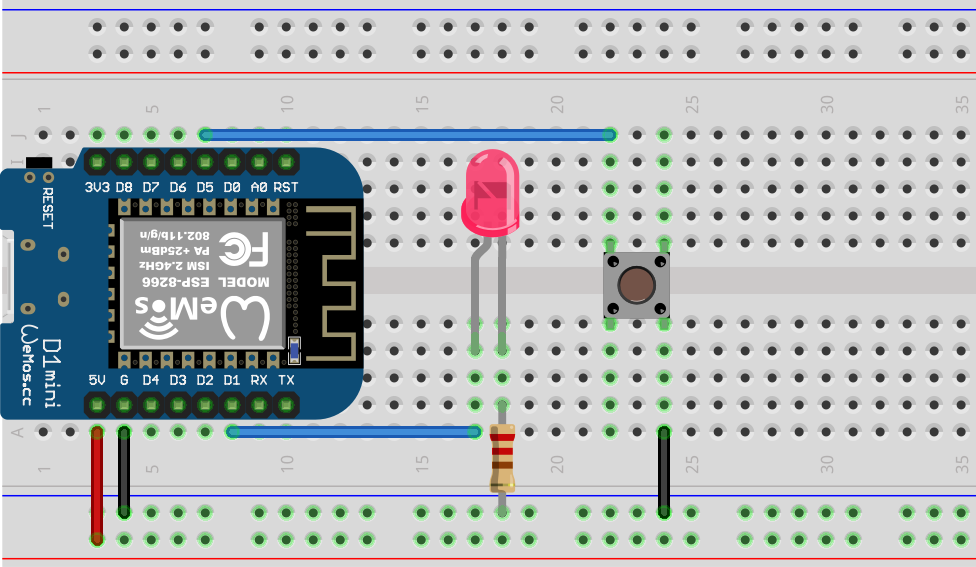 1 5 10 15 20 25 30 35
J
I
3V3 D8 D7 D6 D5 D0 A0 RST
RESET
802.11b/g/n
PA +25dBm
ISM 2.4GHz
ESP-8266
MODEL
FC
WeMos
D1 mini
WeMos.cc
5V G D4 D3 D2 D1 RX TX
A
1 5 10 15 20 25 30 35